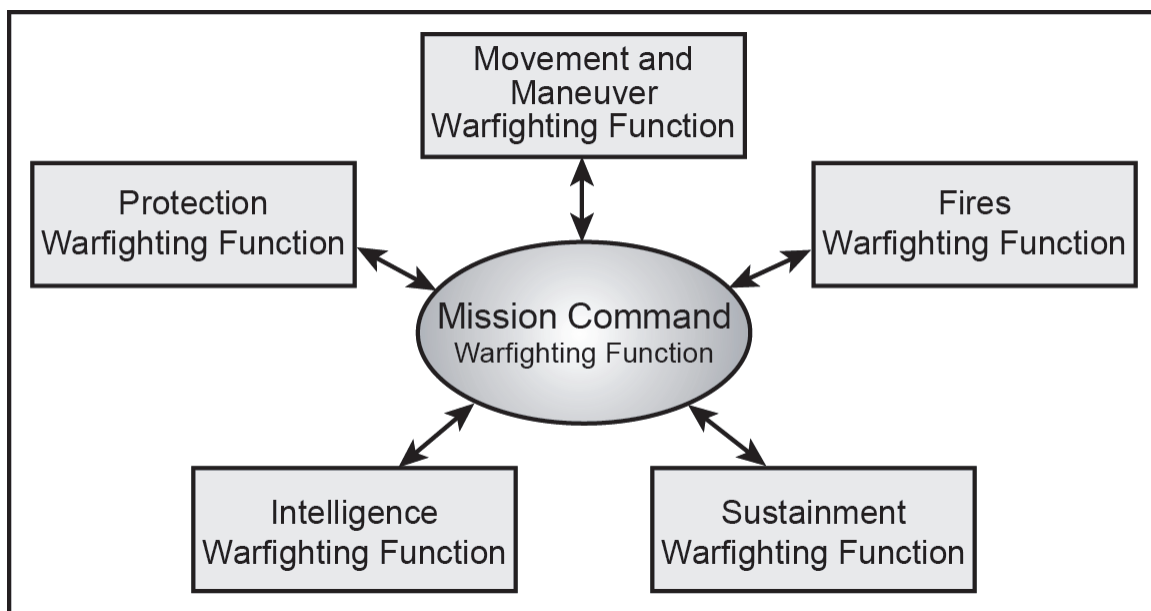 Movement and
Maneuver
Warfighting Function
Protection
Warfighting Function
Fires
Warfighting Function
Mission Command
Warfighting Function
Intelligence
Warfighting Function
Sustainment
Warfighting Function